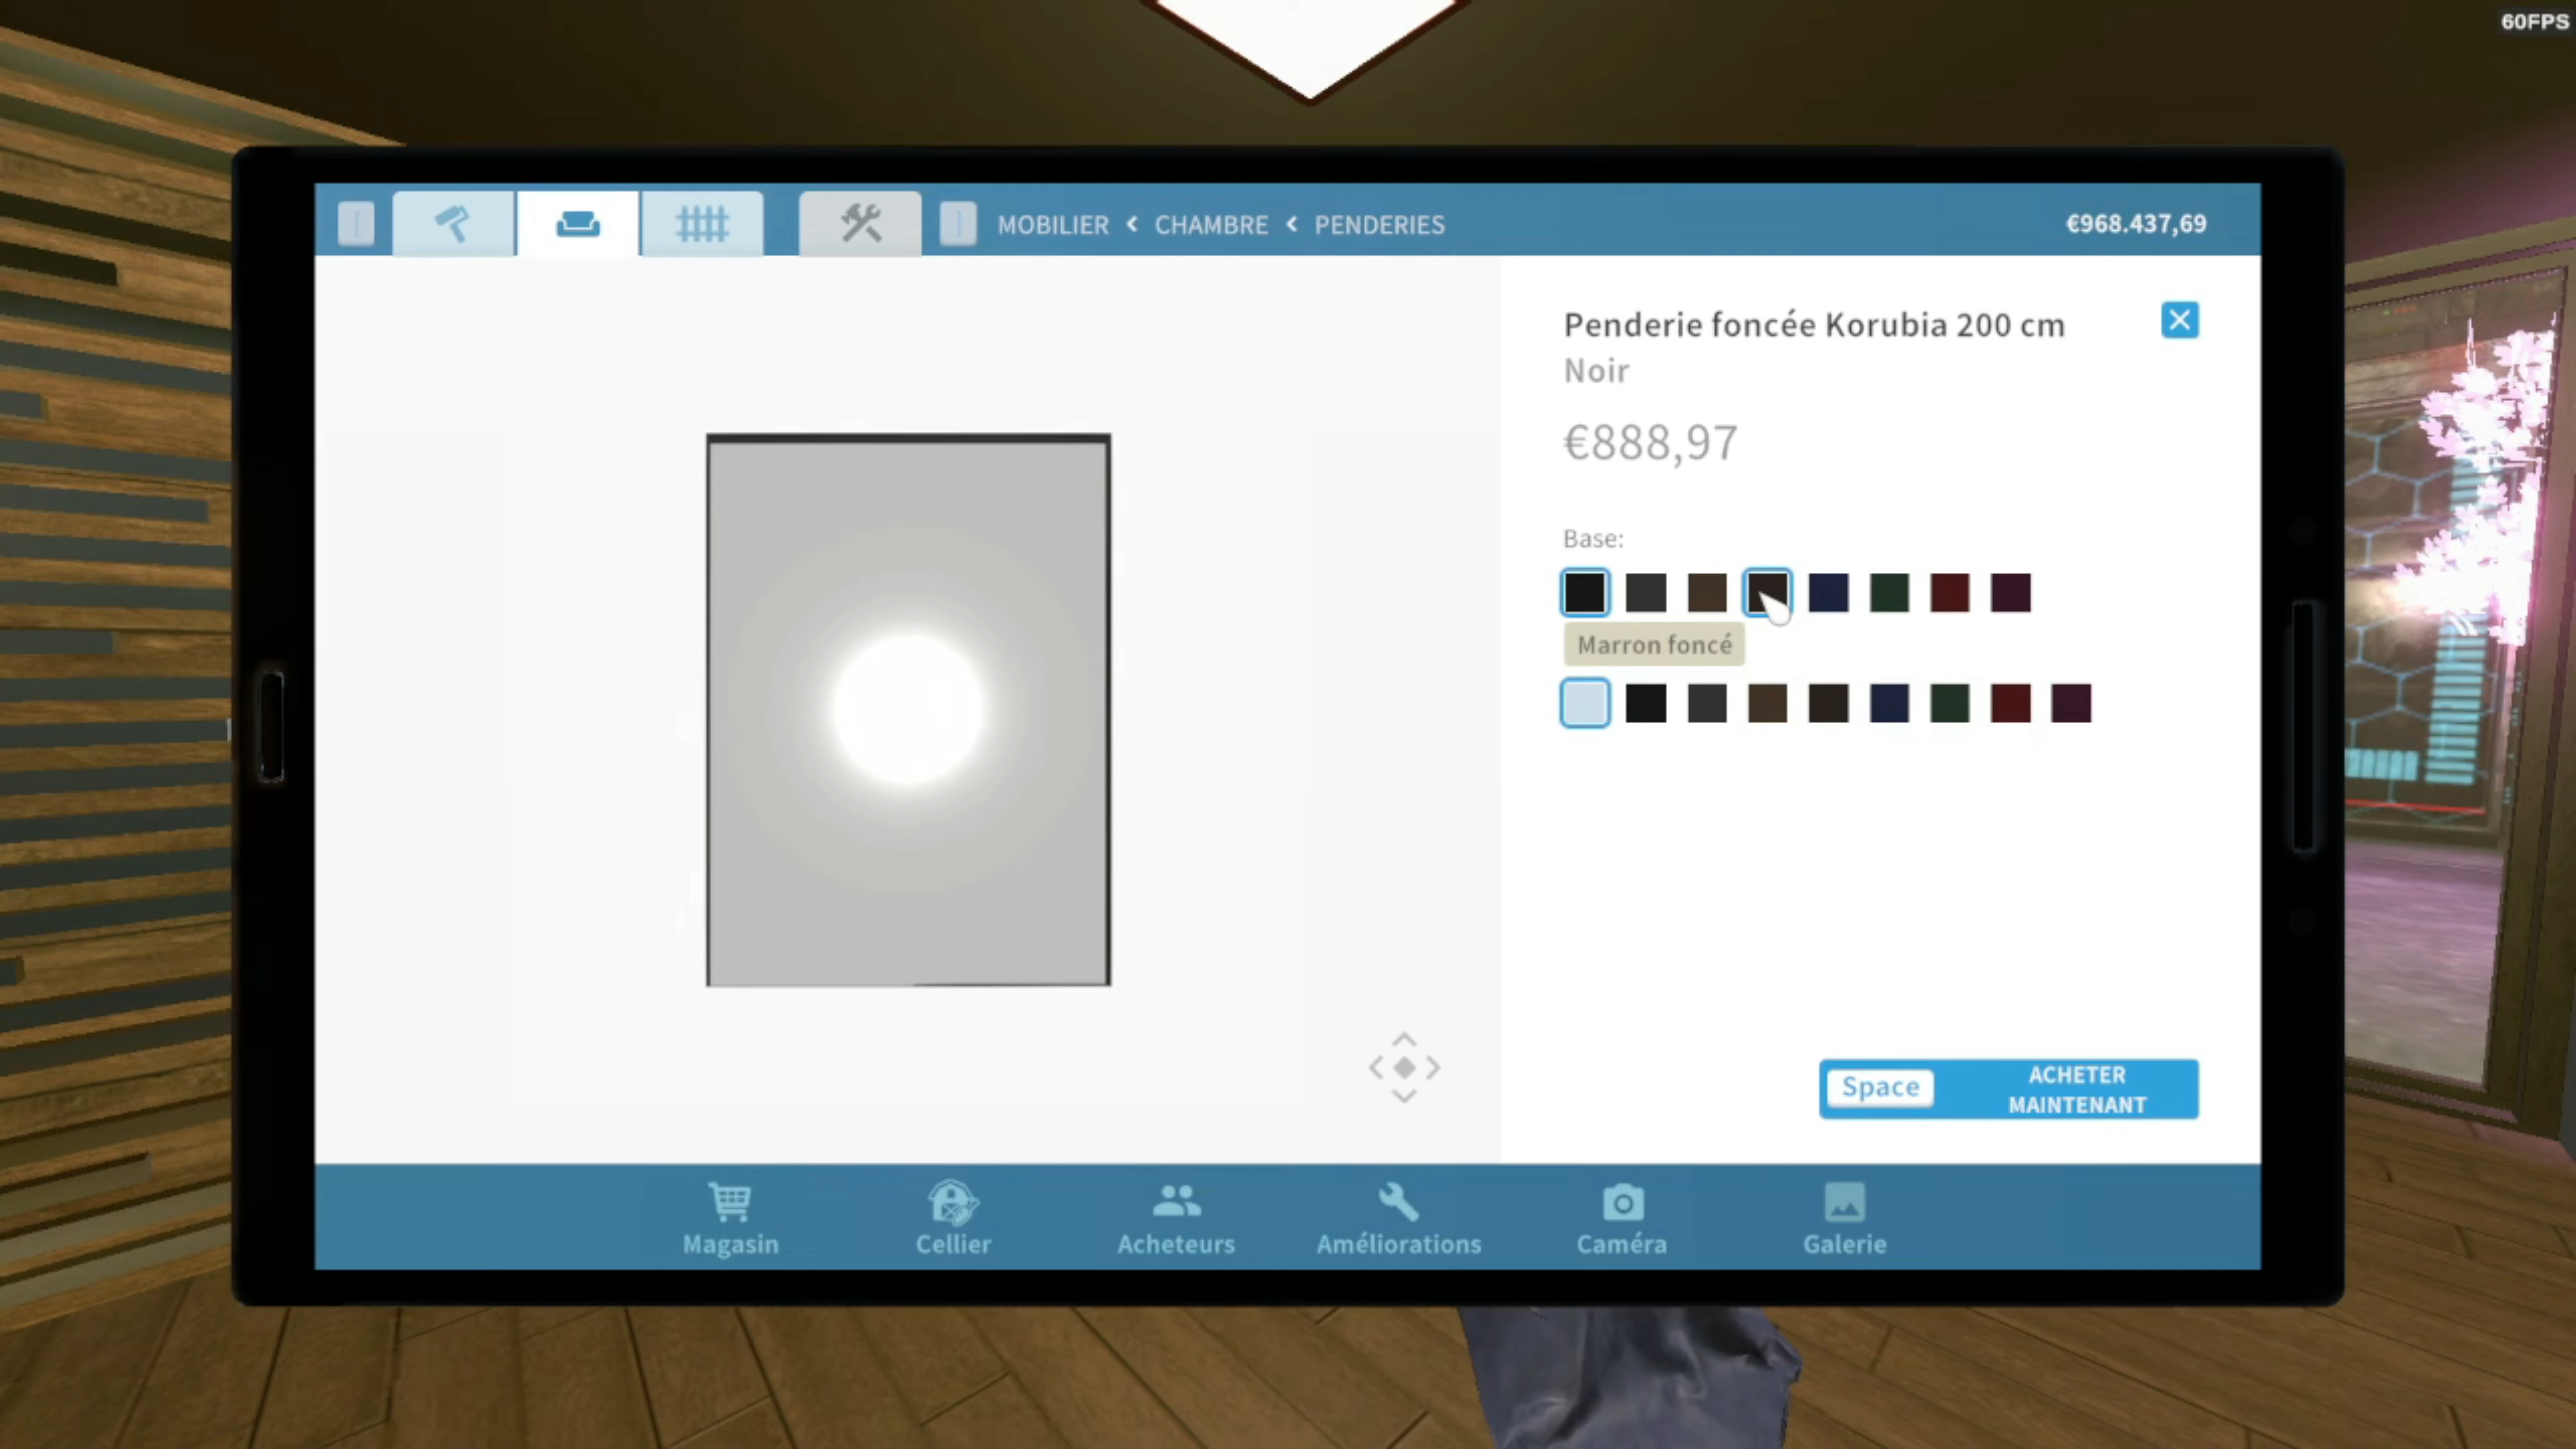 60FPS
MOBILIER < CHAMBRE < PENDERIES
€968.437,69
Penderie foncée Korubia 200 cm
Noir
€888,97
Base:
Marron foncé
Space
ACHETER
MAINTENANT
Magasin
Cellier
Acheteurs
Améliorations
Caméra
Galerie